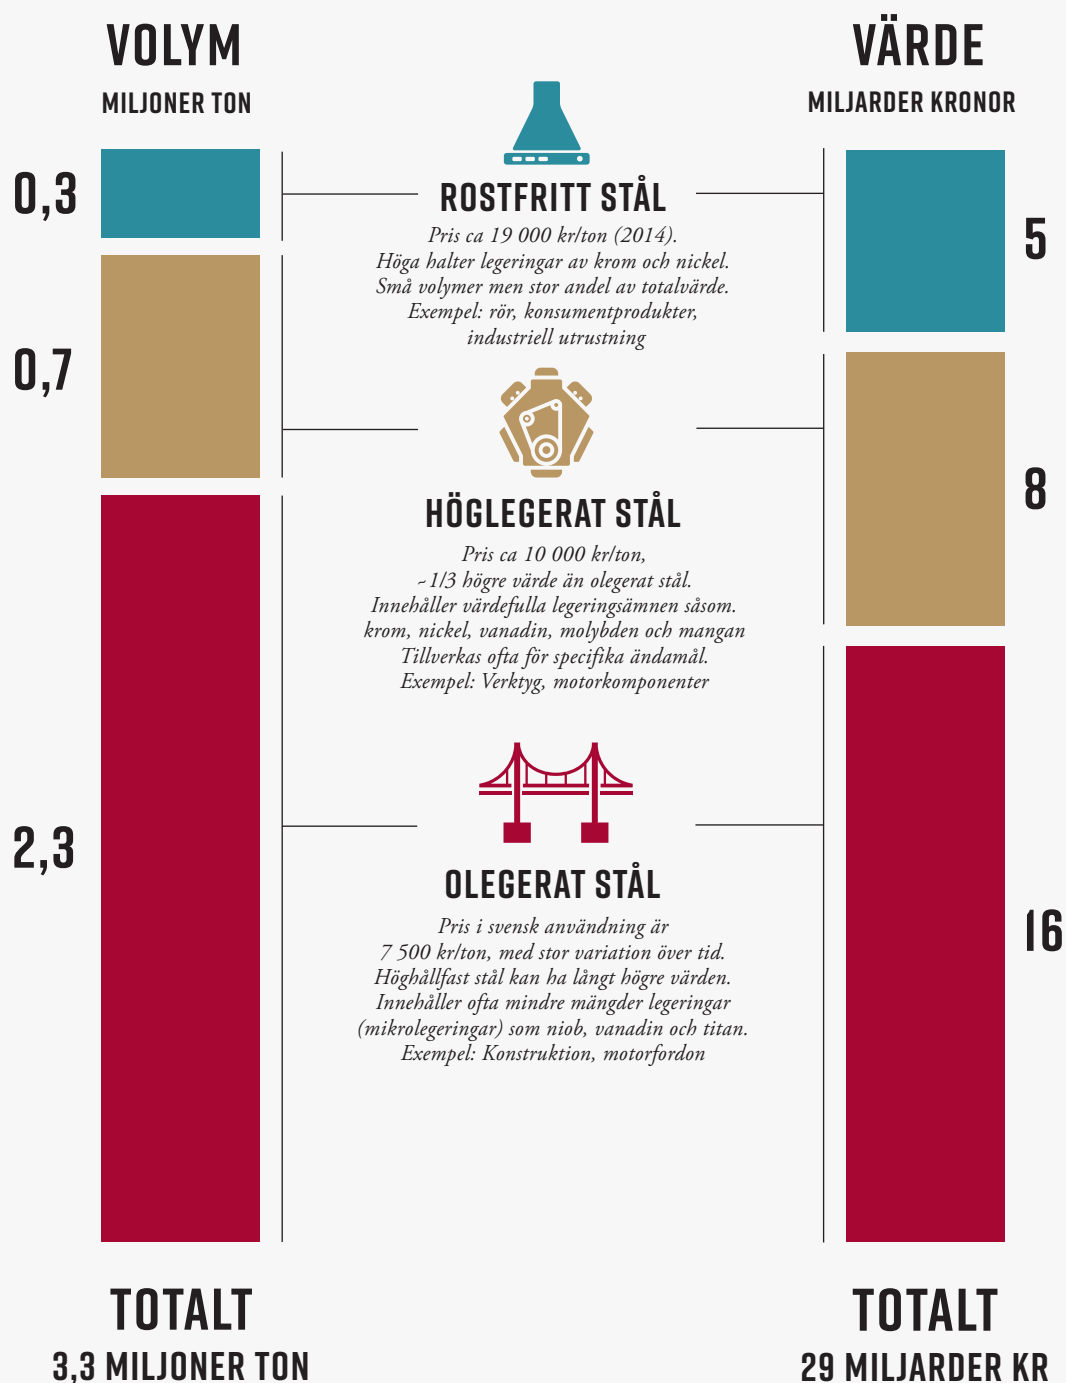 VOLYM
MILJONER TON
VÄRDE
MILJARDER KRONOR
0,3
ROSTFRITT STÅL
Pris ca 19 000 kr/ton (2014).
Höga halter legeringar av krom och nickel.
Små volymer men stor andel av totalvärde.
Exempel: rör, konsumentprodukter,
industriell utrustning
5
0,7
HÖGLEGERAT STÅL
Pris ca 10 000 kr/ton,
~1/3 högre värde än olegerat stål.
Innehåller värdefulla legeringsämnen såsom.
krom, nickel, vanadin, molybden och mangan
Tillverkas ofta för specifika ändamål.
Exempel: Verktyg, motorkomponenter
8
2,3
OLEGERAT STÅL
Pris i svensk användning är
7 500 kr/ton, med stor variation över tid.
Höghållfast stål kan ha långt högre värden.
Innehåller ofta mindre mängder legeringar
(mikrolegeringar) som niob, vanadin och titan.
Exempel: Konstruktion, motorfordon
16
TOTALT
3,3 MILJONER TON
TOTALT
29 MILJARDER KR